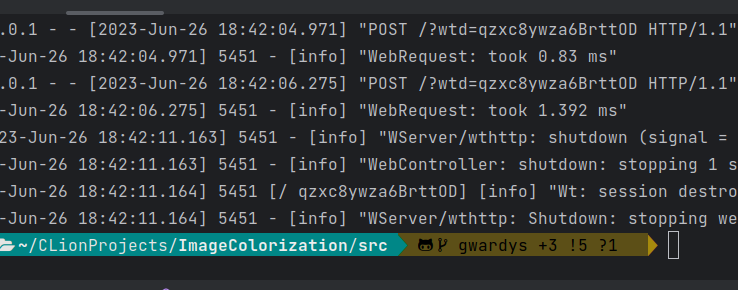 .0.1 - - [2023-Jun-26 18:42:04.971] "POST /?wtd=qzxc8ywza6BrttOD HTTP/1.1"
-Jun-26 18:42:04.971] 5451 - [info] "WebRequest: took 0.83 ms"
.0.1 - - [2023-Jun-26 18:42:06.275] "POST /?wtd=qzxc8ywza6BrttOD HTTP/1.1"
-Jun-26 18:42:06.275] 5451 - [info] "WebRequest: took 1.392 ms"
23-Jun-26 18:42:11.163] 5451 - [info] "WServer/wthttp: shutdown (signal =
-Jun-26 18:42:11.163] 5451 - [info] "WebController: shutdown: stopping 1 s
-Jun-26 18:42:11.164] 5451 [/ qzxc8ywza6BrttOD] [info] "Wt: session destro
-Jun-26 18:42:11.164] 5451 - [info] "WServer/wthttp: Shutdown: stopping we
~/CLionProjects/ImageColorization/src gwardys +3 !5 ?1